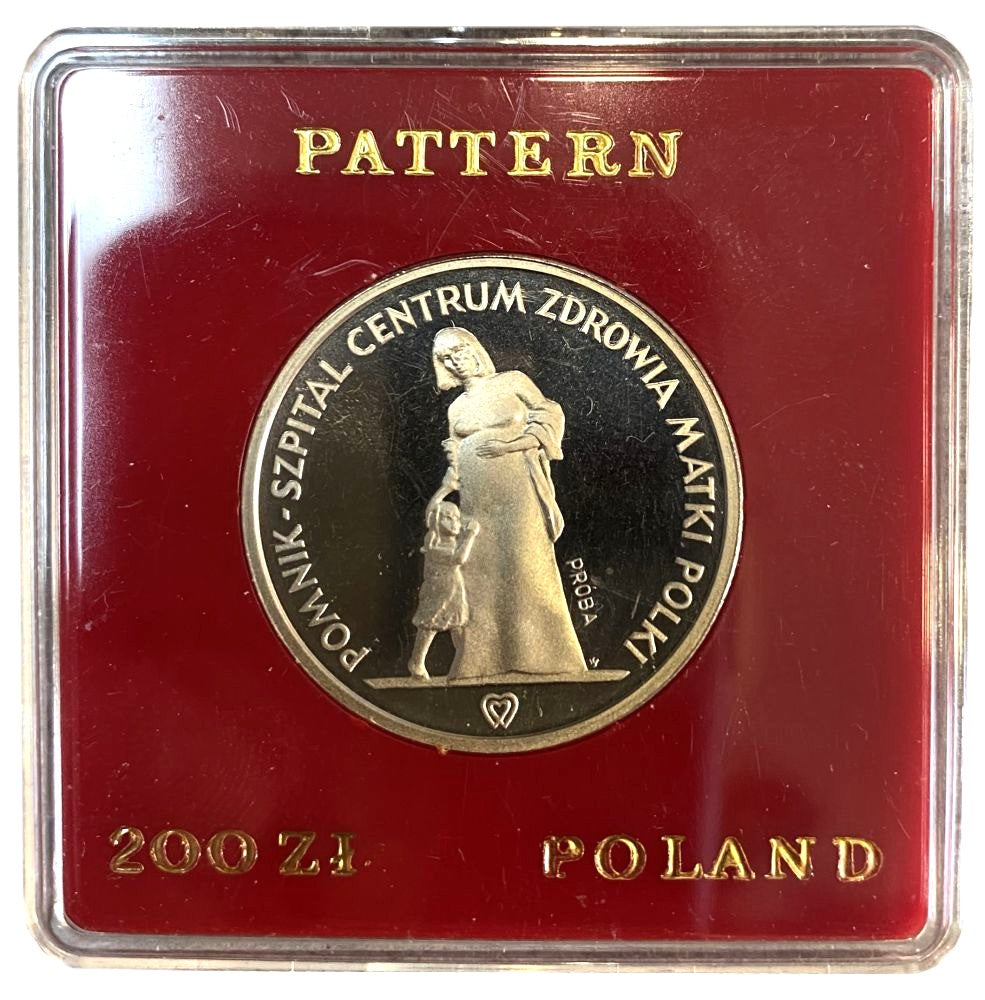 PATTERN
POMNIK-SZPITAL CENTRUM ZDROWIA MATKI POLKI
PRÓBA
200 Zł POLAND